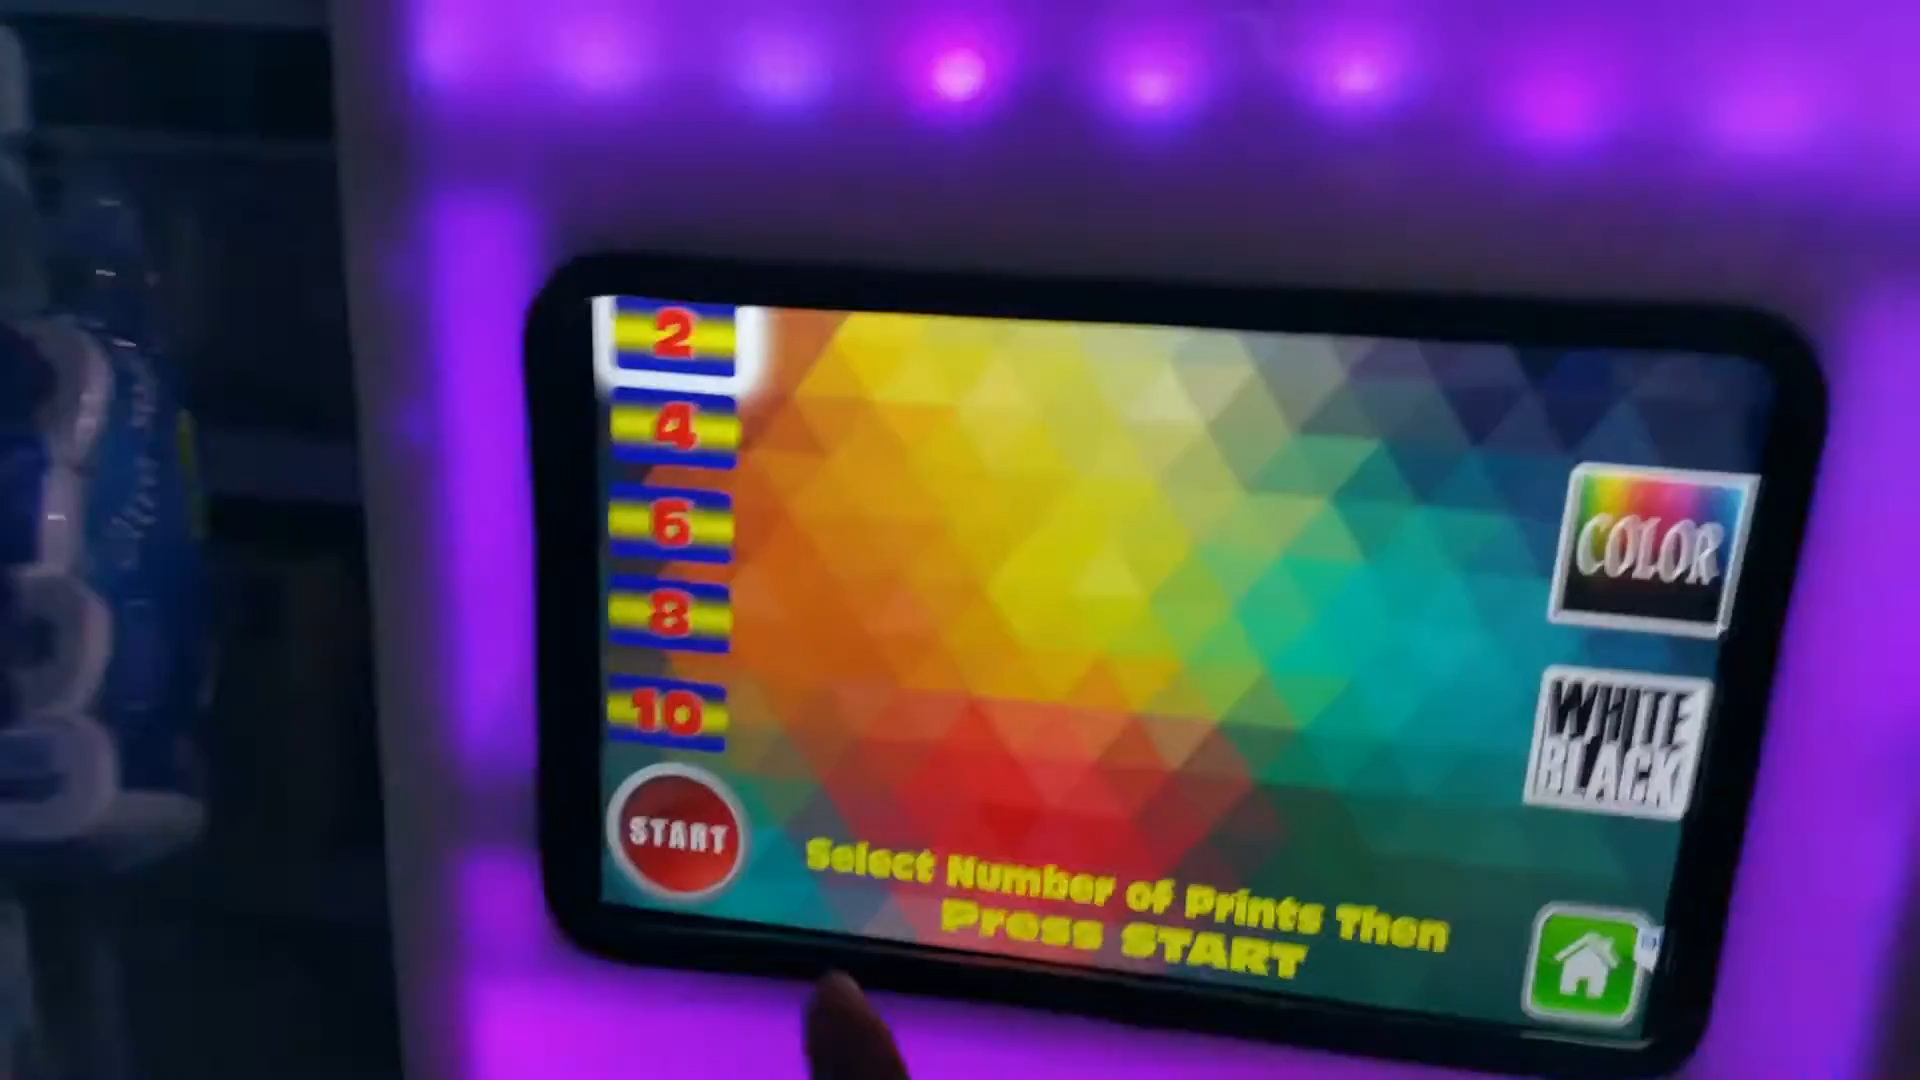 2
4
6
8
10
START
COLOR
WHITE
BLACK
Select Number of Prints Then
Press START